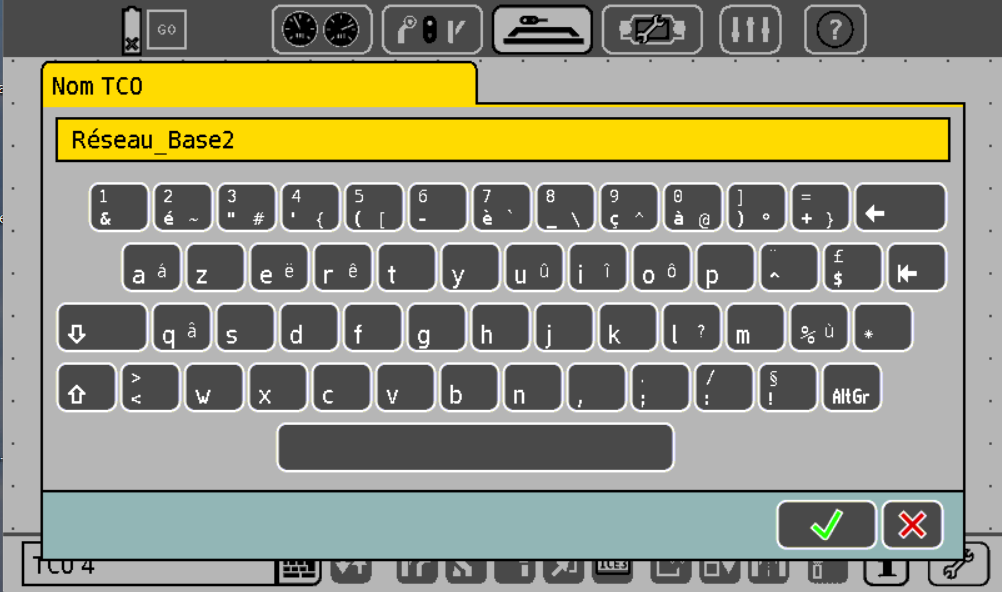 GO
?
Nom TCO
Réseau_Base2
1 & 2 é ~ 3 " # 4 ' { 5 ( [ 6 - 7 è ` 8 _ \ 9 ç ^ 0 à @ ] ) ° = + }
a á z e ë r ê t y u û i î o ô p ¨ ^ £ $
q â s d f g h j k l ? m % ù *
> < w x c v b n , . ; / : § ! AltGr
TCO 4
ICE3